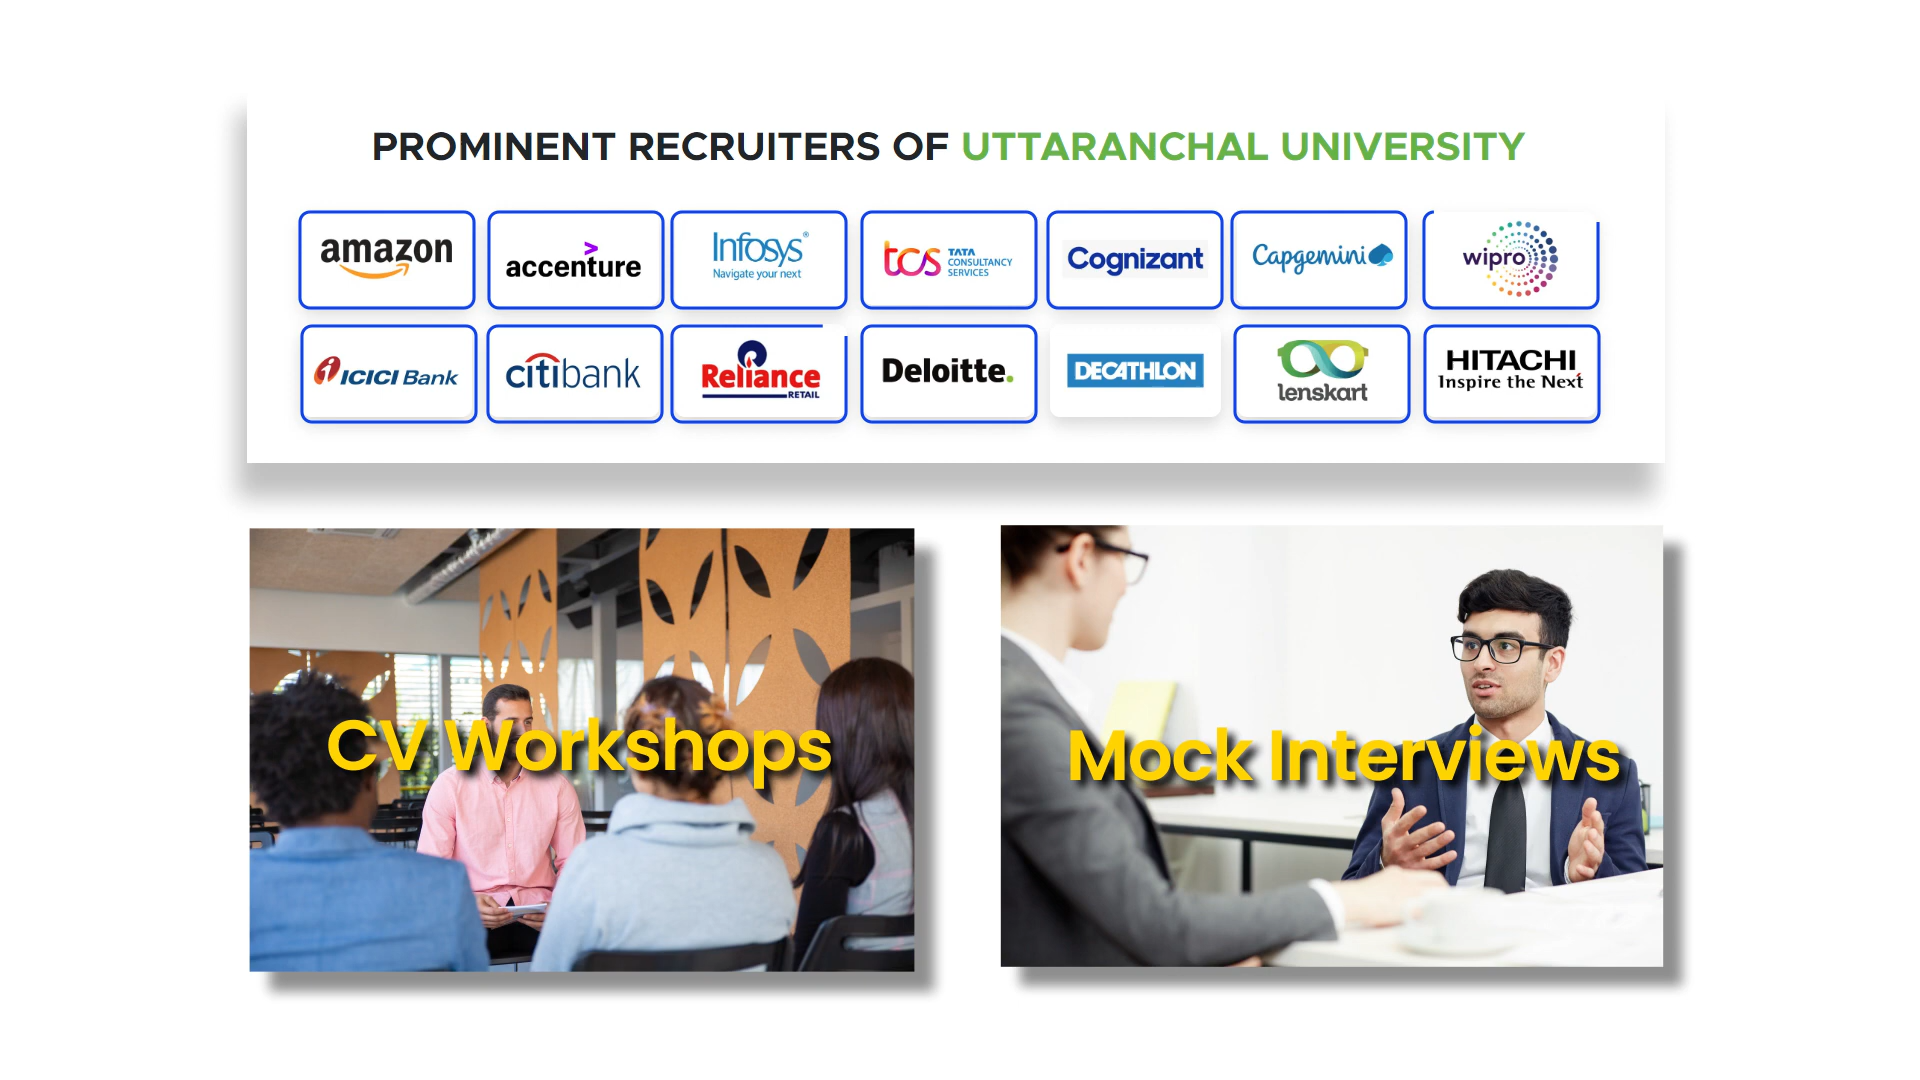 PROMINENT RECRUITERS OF UTTARANCHAL UNIVERSITY
amazon
accenture
Infosys®
Navigate your next
tcs TATA
CONSULTANCY
SERVICES
Cognizant
Capgemini
wipro
ICICI Bank
citibank
Reliance
RETAIL
Deloitte.
DECATHLON
lenskart
HITACHI
Inspire the Next
CV Workshops
Mock Interviews